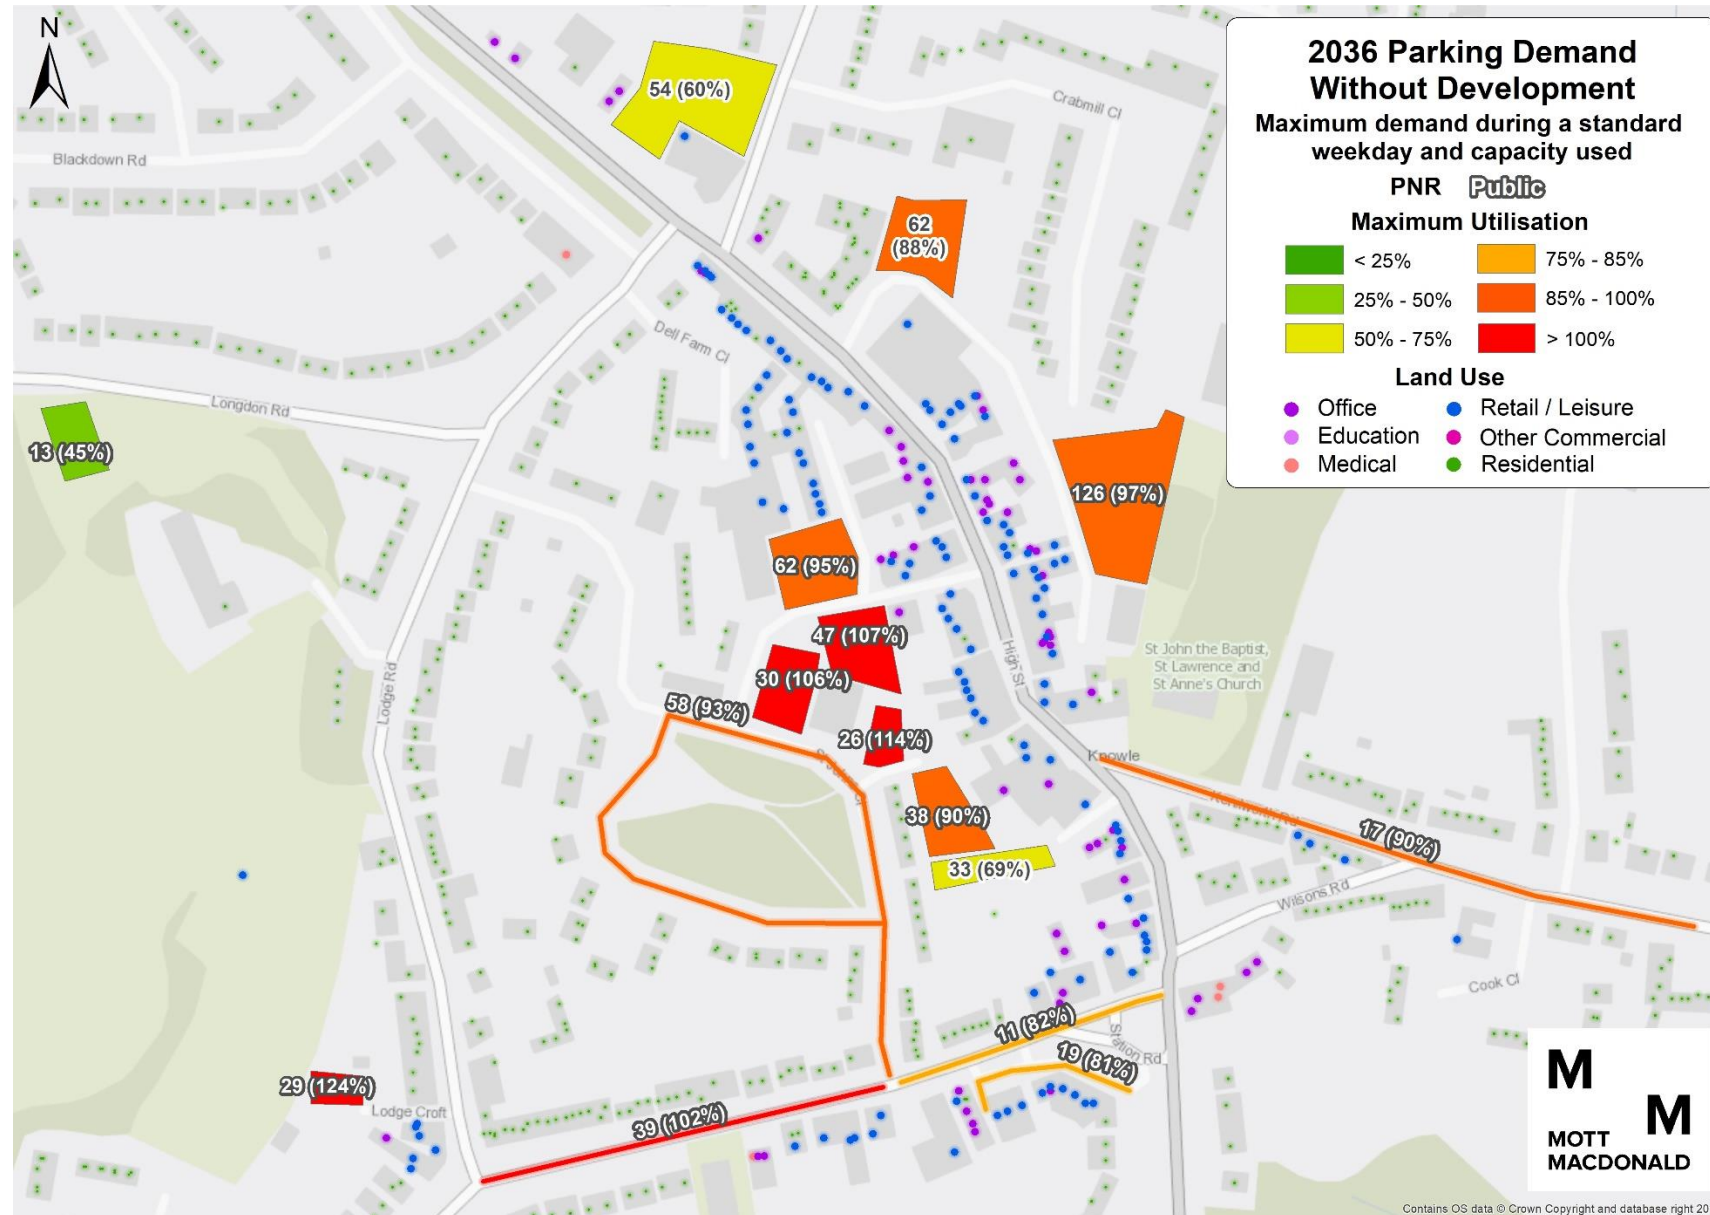 N
2036 Parking Demand
Without Development
Maximum demand during a standard
weekday and capacity used
PNR Public
Maximum Utilisation
< 25% 75% - 85%
25% - 50% 85% - 100%
50% - 75% > 100%
Land Use
Office Retail / Leisure
Education Other Commercial
Medical Residential
54 (60%)
Crabmill Cl
Blackdown Rd
62
(88%)
Dell Farm Cl
Longdon Rd
13 (45%)
126 (97%)
62 (95%)
47 (107%)
30 (106%)
High St
St John the Baptist,
St Lawrence and
St Anne's Church
Lodge Rd
58 (93%)
26 (114%)
Knowle
38 (90%)
Kenilworth Rd
17 (90%)
33 (69%)
Wilsons Rd
Cook Cl
11 (82%)
Station Rd
19 (81%)
29 (124%)
Lodge Croft
39 (102%)
M
M
MOTT
MACDONALD
Contains OS data © Crown Copyright and database right 20